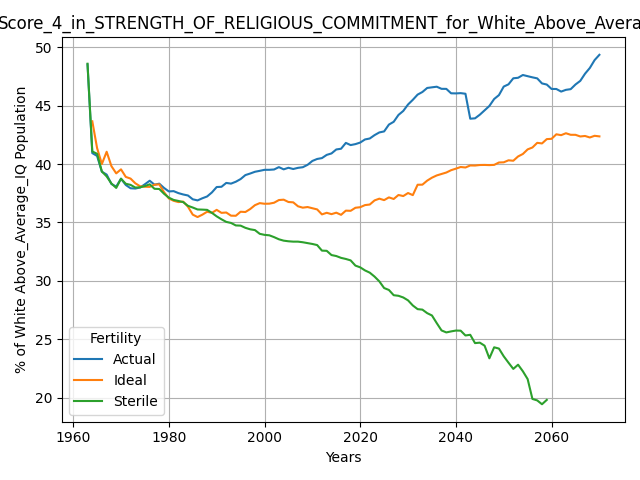 Score_4_in_STRENGTH_OF_RELIGIOUS_COMMITMENT_for_White_Above_Avera
50
45
40
35
30
25
20
% of White Above_Average_IQ Population
Fertility
Actual
Ideal
Sterile
1960
1980
2000
2020
2040
2060
Years